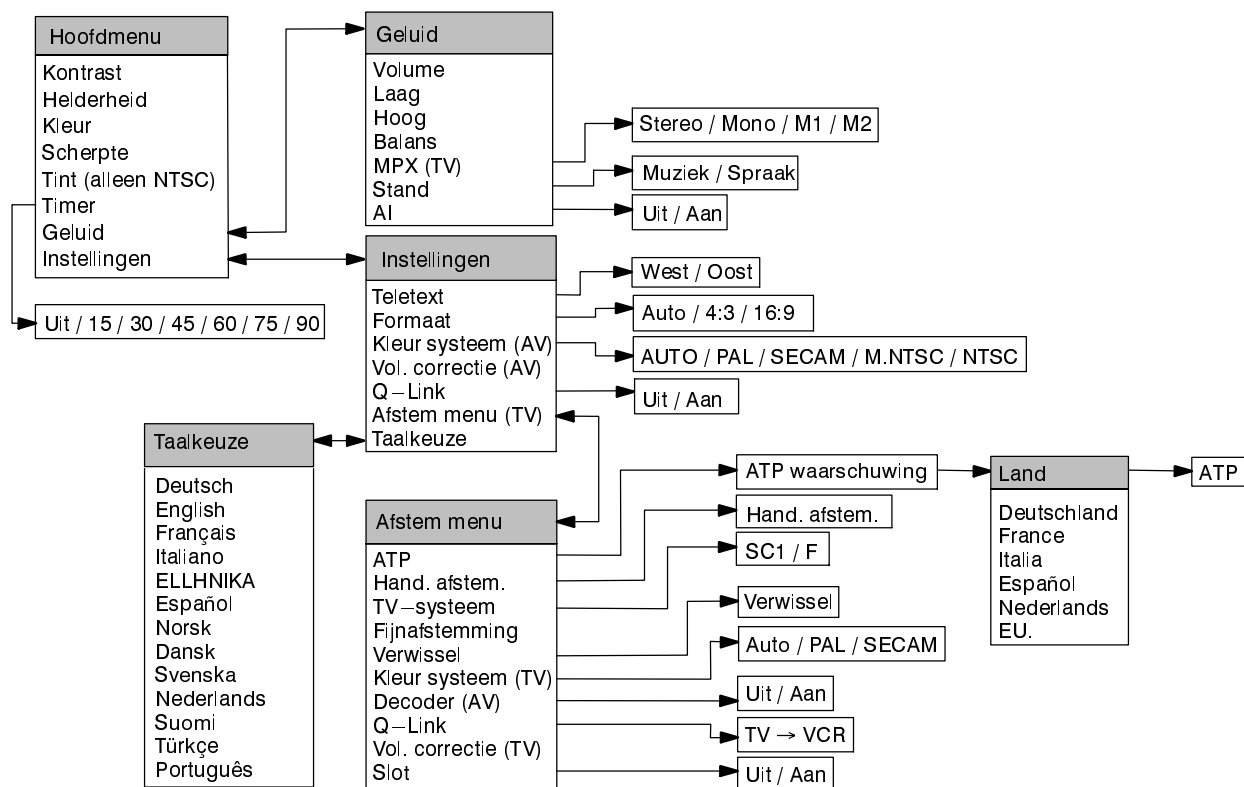 Hoofdmenu
Kontrast
Helderheid
Kleur
Scherpte
Tint (alleen NTSC)
Timer
Geluid
Instellingen
Uit / 15 / 30 / 45 / 60 / 75 / 90
Geluid
Volume
Laag
Hoog
Balans
MPX (TV)
Stand
AI
Stereo / Mono / M1 / M2
Muziek / Spraak
Uit / Aan
Instellingen
Teletext
Formaat
Kleur systeem (AV)
Vol. correctie (AV)
Q−Link
Afstem menu (TV)
Taalkeuze
West / Oost
Auto / 4:3 / 16:9
AUTO / PAL / SECAM / M.NTSC / NTSC
Uit / Aan
Taalkeuze
Deutsch
English
Français
Italiano
ELLHNIKA
Español
Norsk
Dansk
Svenska
Nederlands
Suomi
Türkçe
Português
Afstem menu
ATP
Hand. afstem.
TV−systeem
Fijnafstemming
Verwissel
Kleur systeem (TV)
Decoder (AV)
Q−Link
Vol. correctie (TV)
Slot
ATP waarschuwing
Hand. afstem.
SC1 / F
Verwissel
Auto / PAL / SECAM
Uit / Aan
TV → VCR
Uit / Aan
Land
Deutschland
France
Italia
Español
Nederlands
EU.
ATP